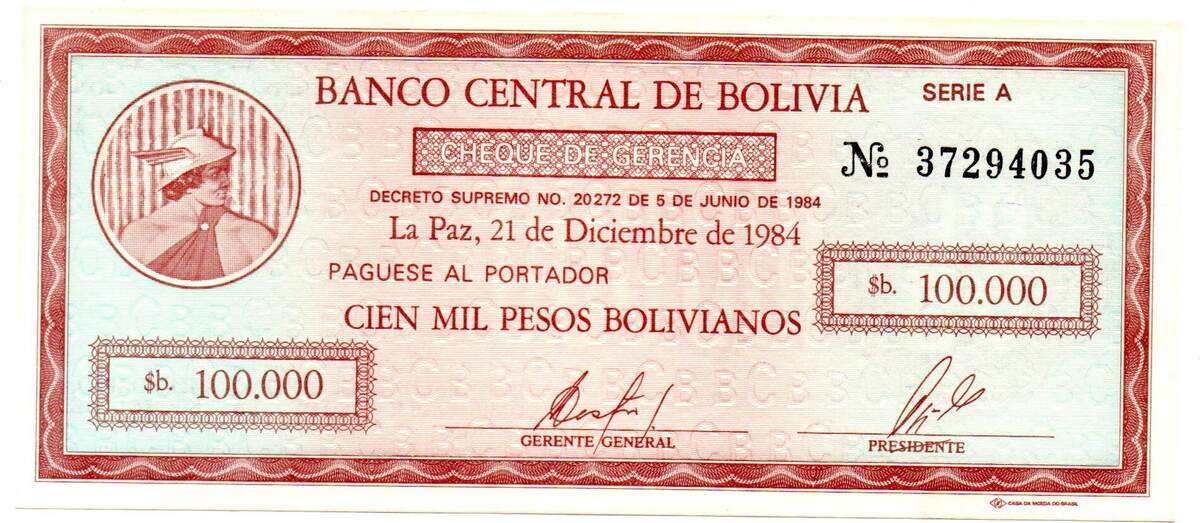 BANCO CENTRAL DE BOLIVIA
SERIE A
CHEQUE DE GERENCIA
Nº 37294035
DECRETO SUPREMO NO. 20272 DE 5 DE JUNIO DE 1984
La Paz, 21 de Diciembre de 1984
PAGUESE AL PORTADOR
$b. 100.000
CIEN MIL PESOS BOLIVIANOS
$b. 100.000
GERENTE GENERAL
PRESIDENTE
CASA DA MOEDA DO BRASIL